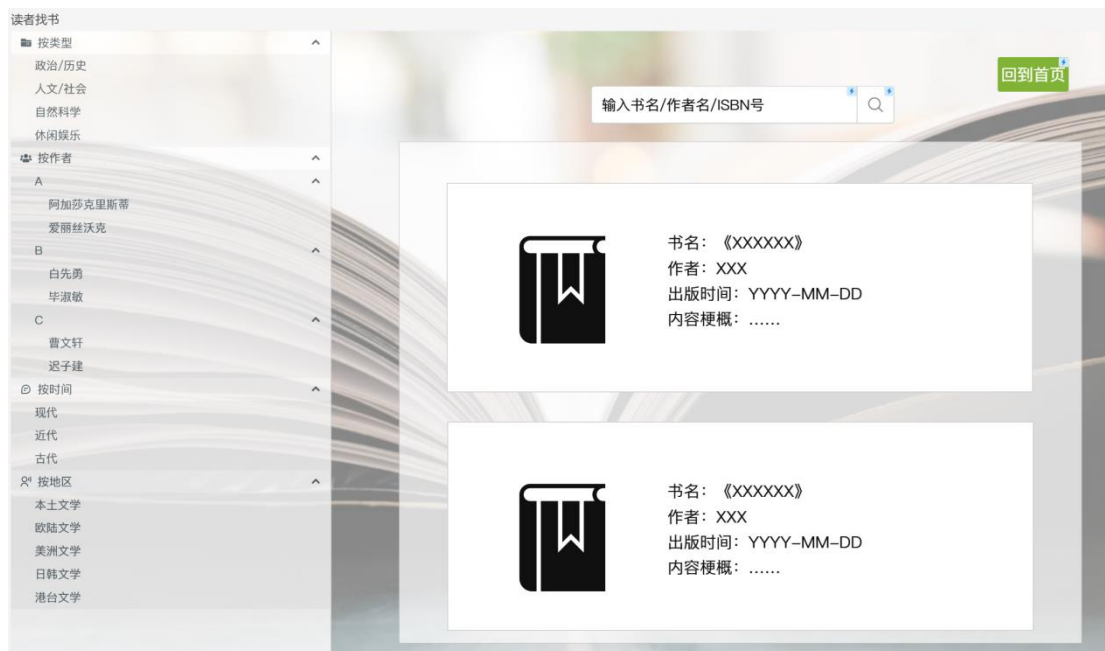 读者找书
按类型
政治/历史
人文/社会
自然科学
休闲娱乐
按作者
A
阿加莎克里斯蒂
爱丽丝沃克
B
白先勇
毕淑敏
C
曹文轩
迟子建
按时间
现代
近代
古代
按地区
本土文学
欧陆文学
美洲文学
日韩文学
港台文学
回到首页
输入书名/作者名/ISBN号
书名：《XXXXXX》
作者：XXX
出版时间：YYYY-MM-DD
内容梗概：……
书名：《XXXXXX》
作者：XXX
出版时间：YYYY-MM-DD
内容梗概：……